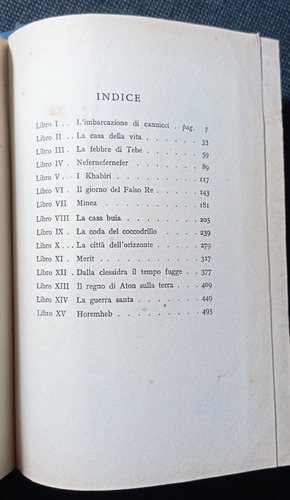 INDICE
Libro I . . L'imbarcazione di cannicci . pag. 7
Libro II . . La casa della vita . . . . . . 33
Libro III . La febbre di Tebe . . . . . . 59
Libro IV . Nefernefernefer . . . . . . . 89
Libro V . . . I Khabiri . . . . . . . . . 117
Libro VI . Il giorno del Falso Re . . . . 143
Libro VII Minea . . . . . . . . . . 181
Libro VIII La casa buia . . . . . . . . 205
Libro IX . La coda del coccodrillo . . . . 239
Libro X . . . La città dell'orizzonte . . . . . 279
Libro XI . Merit . . . . . . . . . . 317
Libro XII . Dalla clessidra il tempo fugge . . 377
Libro XIII Il regno di Aton sulla terra . . . 409
Libro XIV La guerra santa . . . . . . . 449
Libro XV Horemheb . . . . . . . . . 493